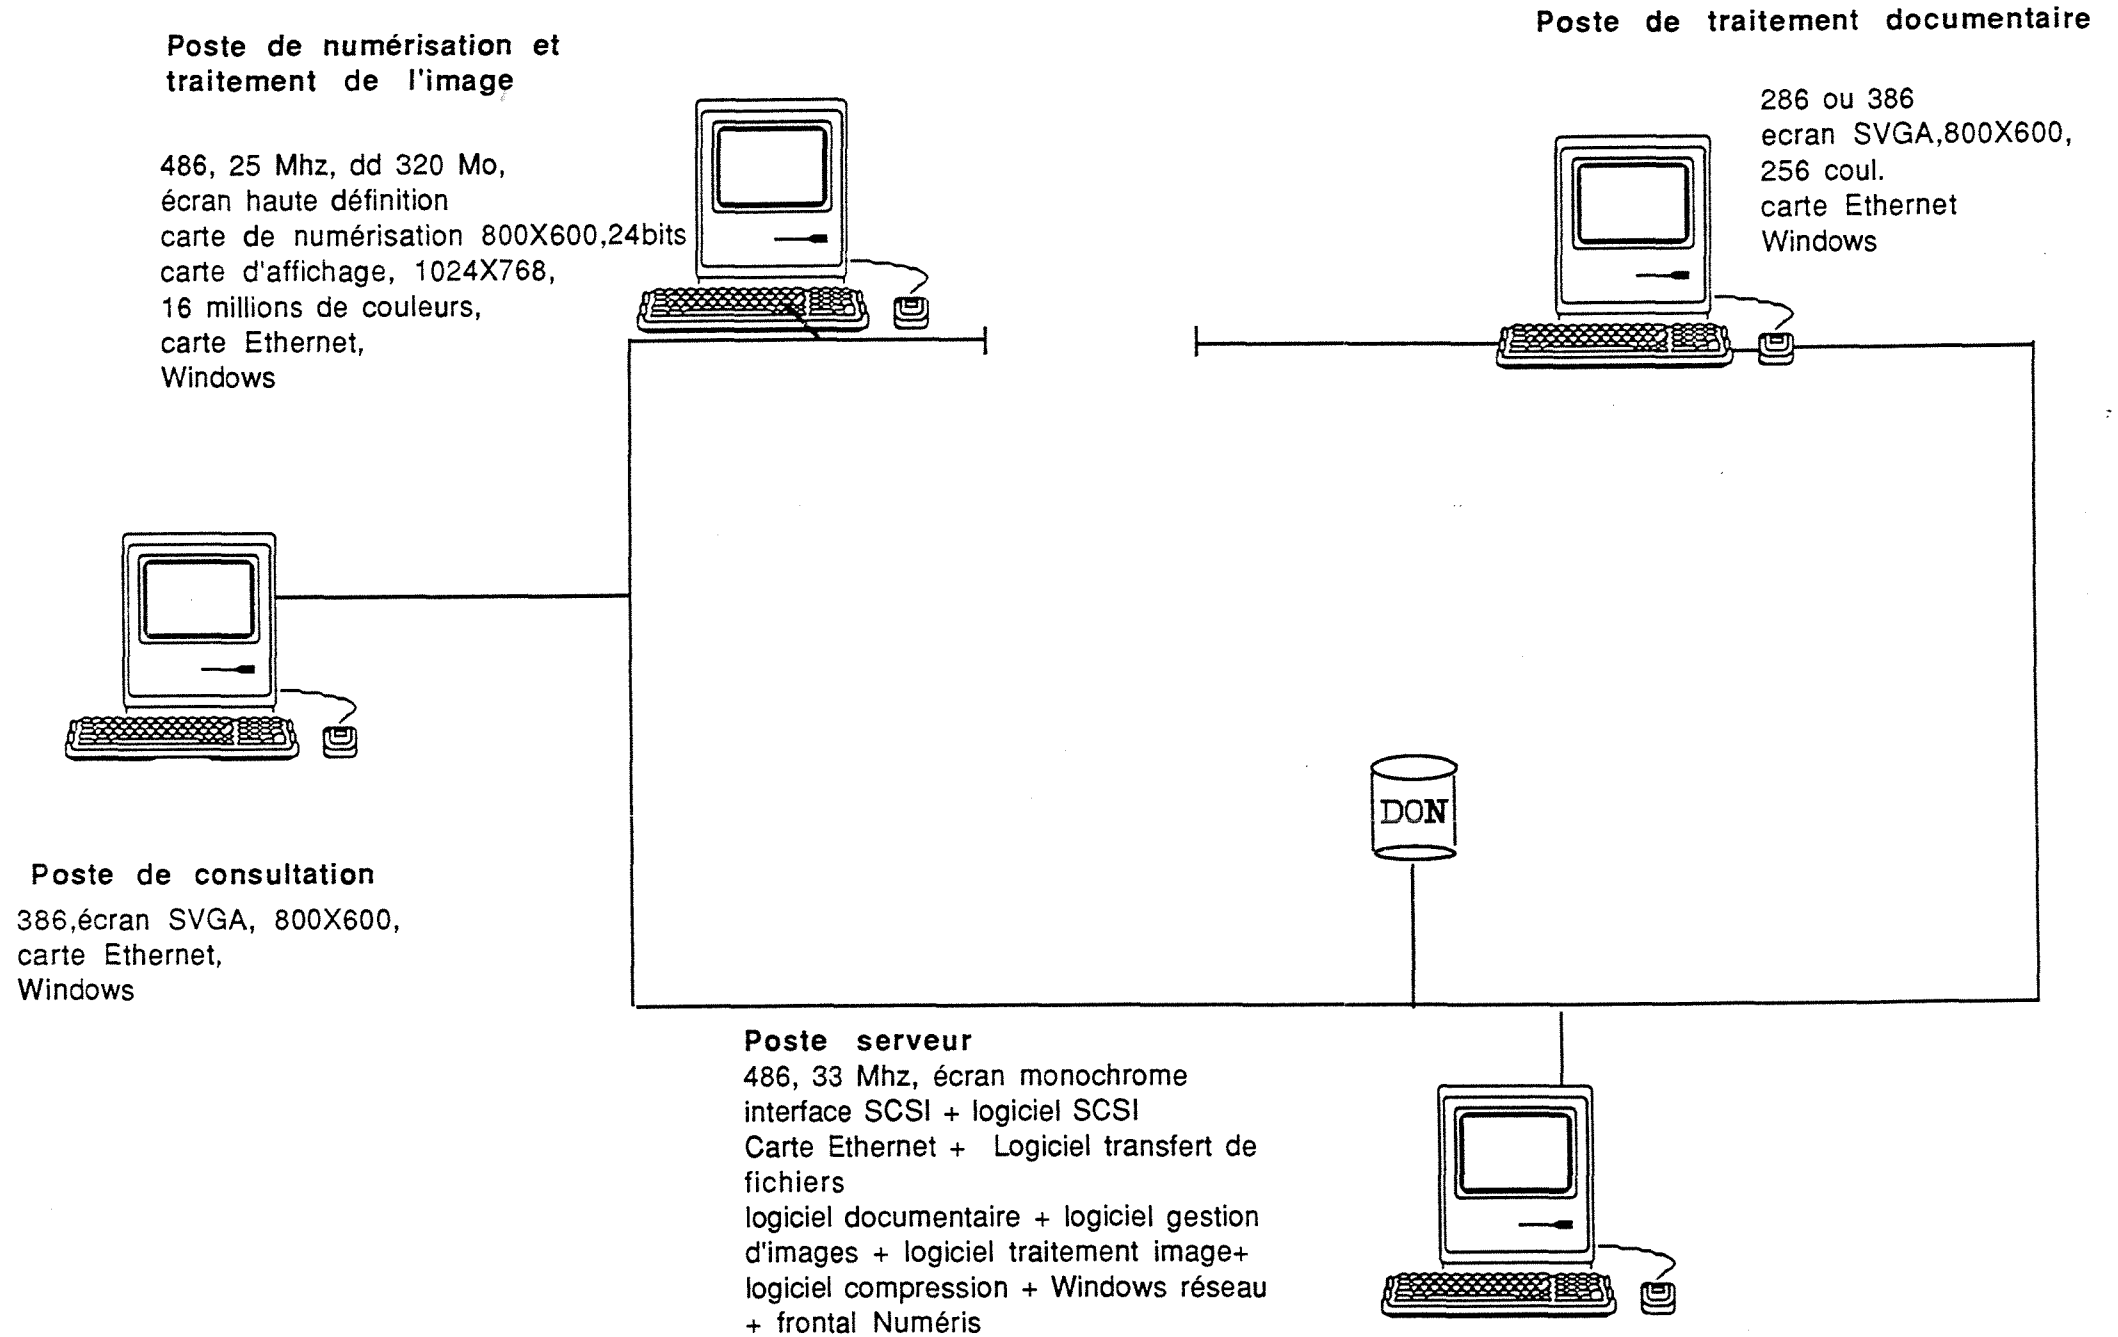 Poste de numérisation et
traitement de l'image
486, 25 Mhz, dd 320 Mo,
écran haute définition
carte de numérisation 800X600,24bits
carte d'affichage, 1024X768,
16 millions de couleurs,
carte Ethernet,
Windows
Poste de traitement documentaire
286 ou 386
ecran SVGA,800X600,
256 coul.
carte Ethernet
Windows
Poste de consultation
386,écran SVGA, 800X600,
carte Ethernet,
Windows
DON
Poste serveur
486, 33 Mhz, écran monochrome
interface SCSI + logiciel SCSI
Carte Ethernet + Logiciel transfert de
fichiers
logiciel documentaire + logiciel gestion
d'images + logiciel traitement image+
logiciel compression + Windows réseau
+ frontal Numéris